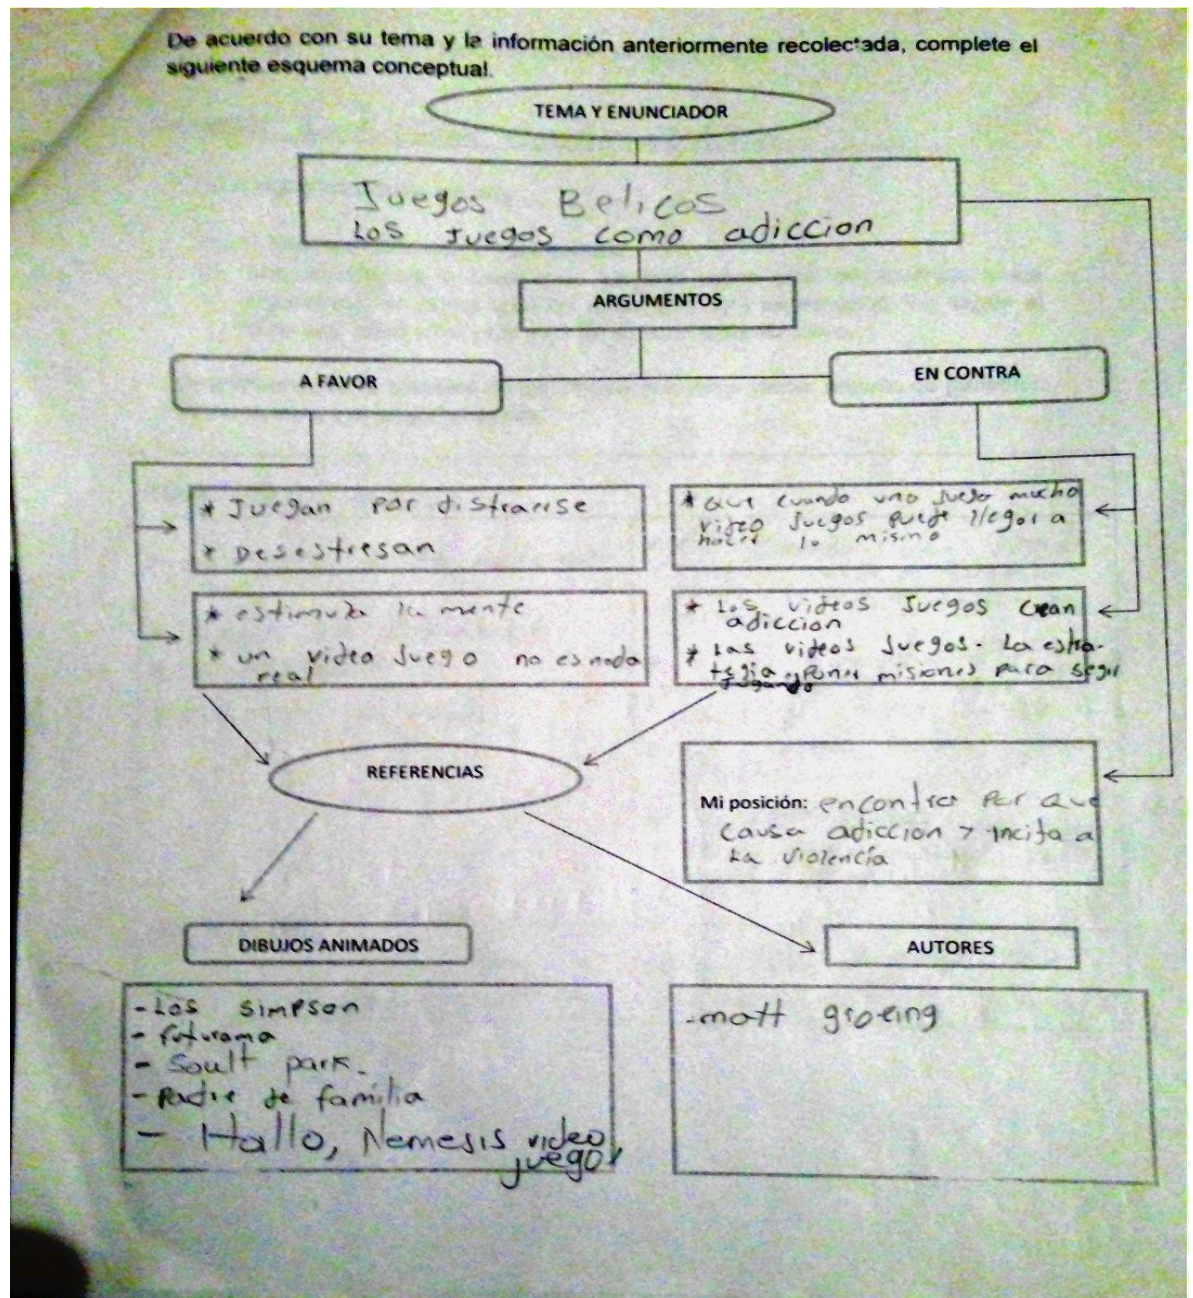 De acuerdo con su tema y la información anteriormente recolectada, complete el
siguiente esquema conceptual.
TEMA Y ENUNCIADOR
Juegos Belicos
Los Juegos como adiccion
ARGUMENTOS
A FAVOR
EN CONTRA
* Juegan por distraerse
* Desestresan
* que cuando uno juega mucho
video Juegos puede llegar a
hacer lo mismo
* estimula la mente
* un video Juego no es nada
real
* Los videos Juegos crean
adiccion
* Las videos Juegos. La estra-
tegia es poner misiones para seguir
jugando
REFERENCIAS
Mi posición: encontra por que
causa adiccion y incita a
La violencia
DIBUJOS ANIMADOS
AUTORES
- Los simpson
- futurama
- Soult park.
- Padre de familia
- Hallo, Nemesis video
juego
- matt groeing